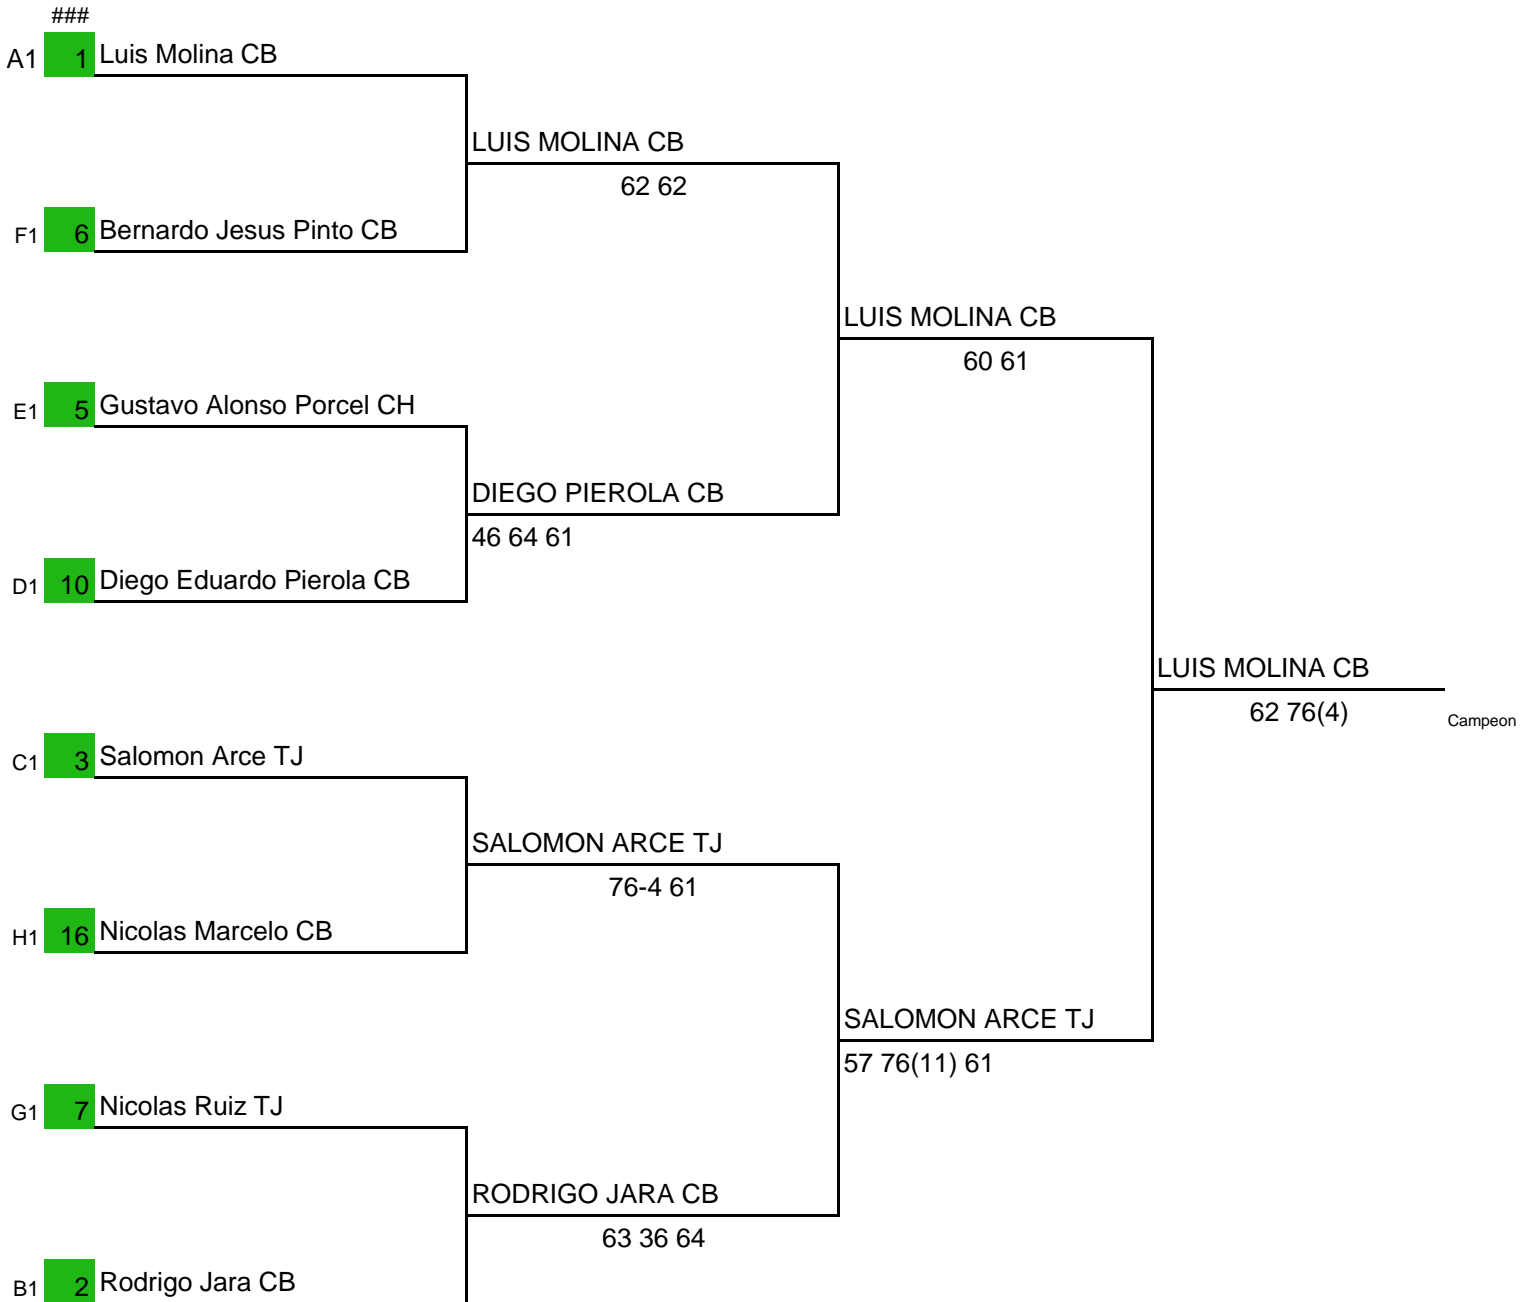 ###
A1 1 Luis Molina CB
LUIS MOLINA CB
62 62
F1 6 Bernardo Jesus Pinto CB
LUIS MOLINA CB
60 61
E1 5 Gustavo Alonso Porcel CH
DIEGO PIEROLA CB
46 64 61
D1 10 Diego Eduardo Pierola CB
LUIS MOLINA CB
62 76(4)
Campeon
C1 3 Salomon Arce TJ
SALOMON ARCE TJ
76-4 61
H1 16 Nicolas Marcelo CB
SALOMON ARCE TJ
57 76(11) 61
G1 7 Nicolas Ruiz TJ
RODRIGO JARA CB
63 36 64
B1 2 Rodrigo Jara CB